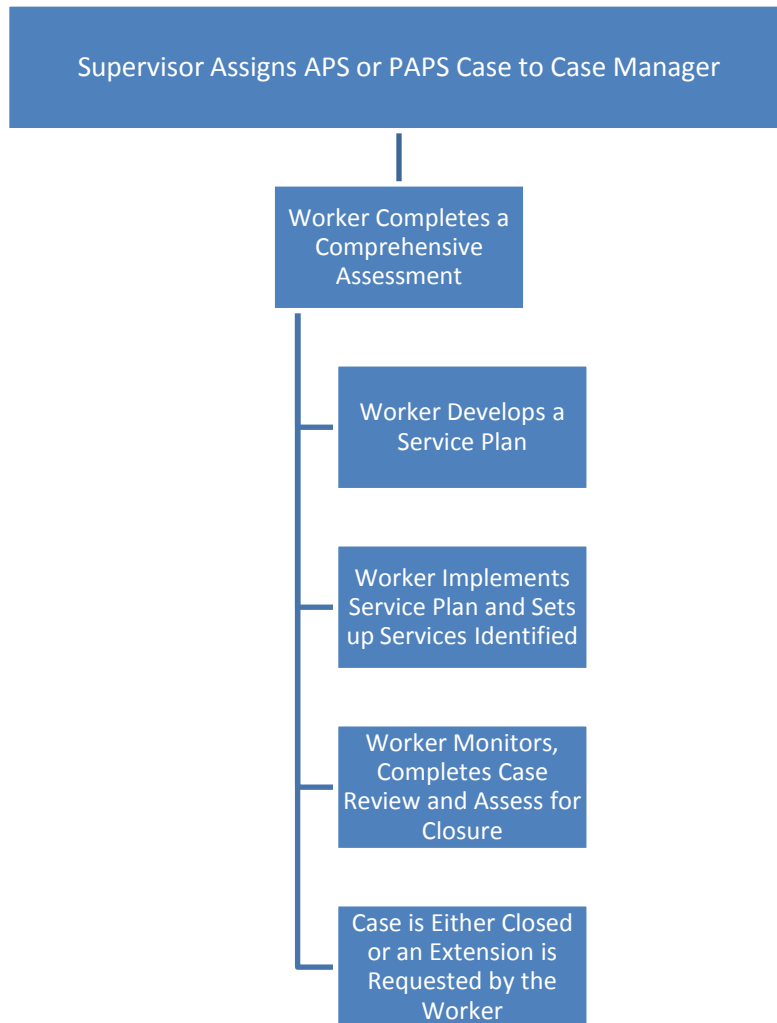 Supervisor Assigns APS or PAPS Case to Case Manager
Worker Completes a
Comprehensive
Assessment
Worker Develops a
Service Plan
Worker Implements
Service Plan and Sets
up Services Identified
Worker Monitors,
Completes Case
Review and Assess for
Closure
Case is Either Closed
or an Extension is
Requested by the
Worker